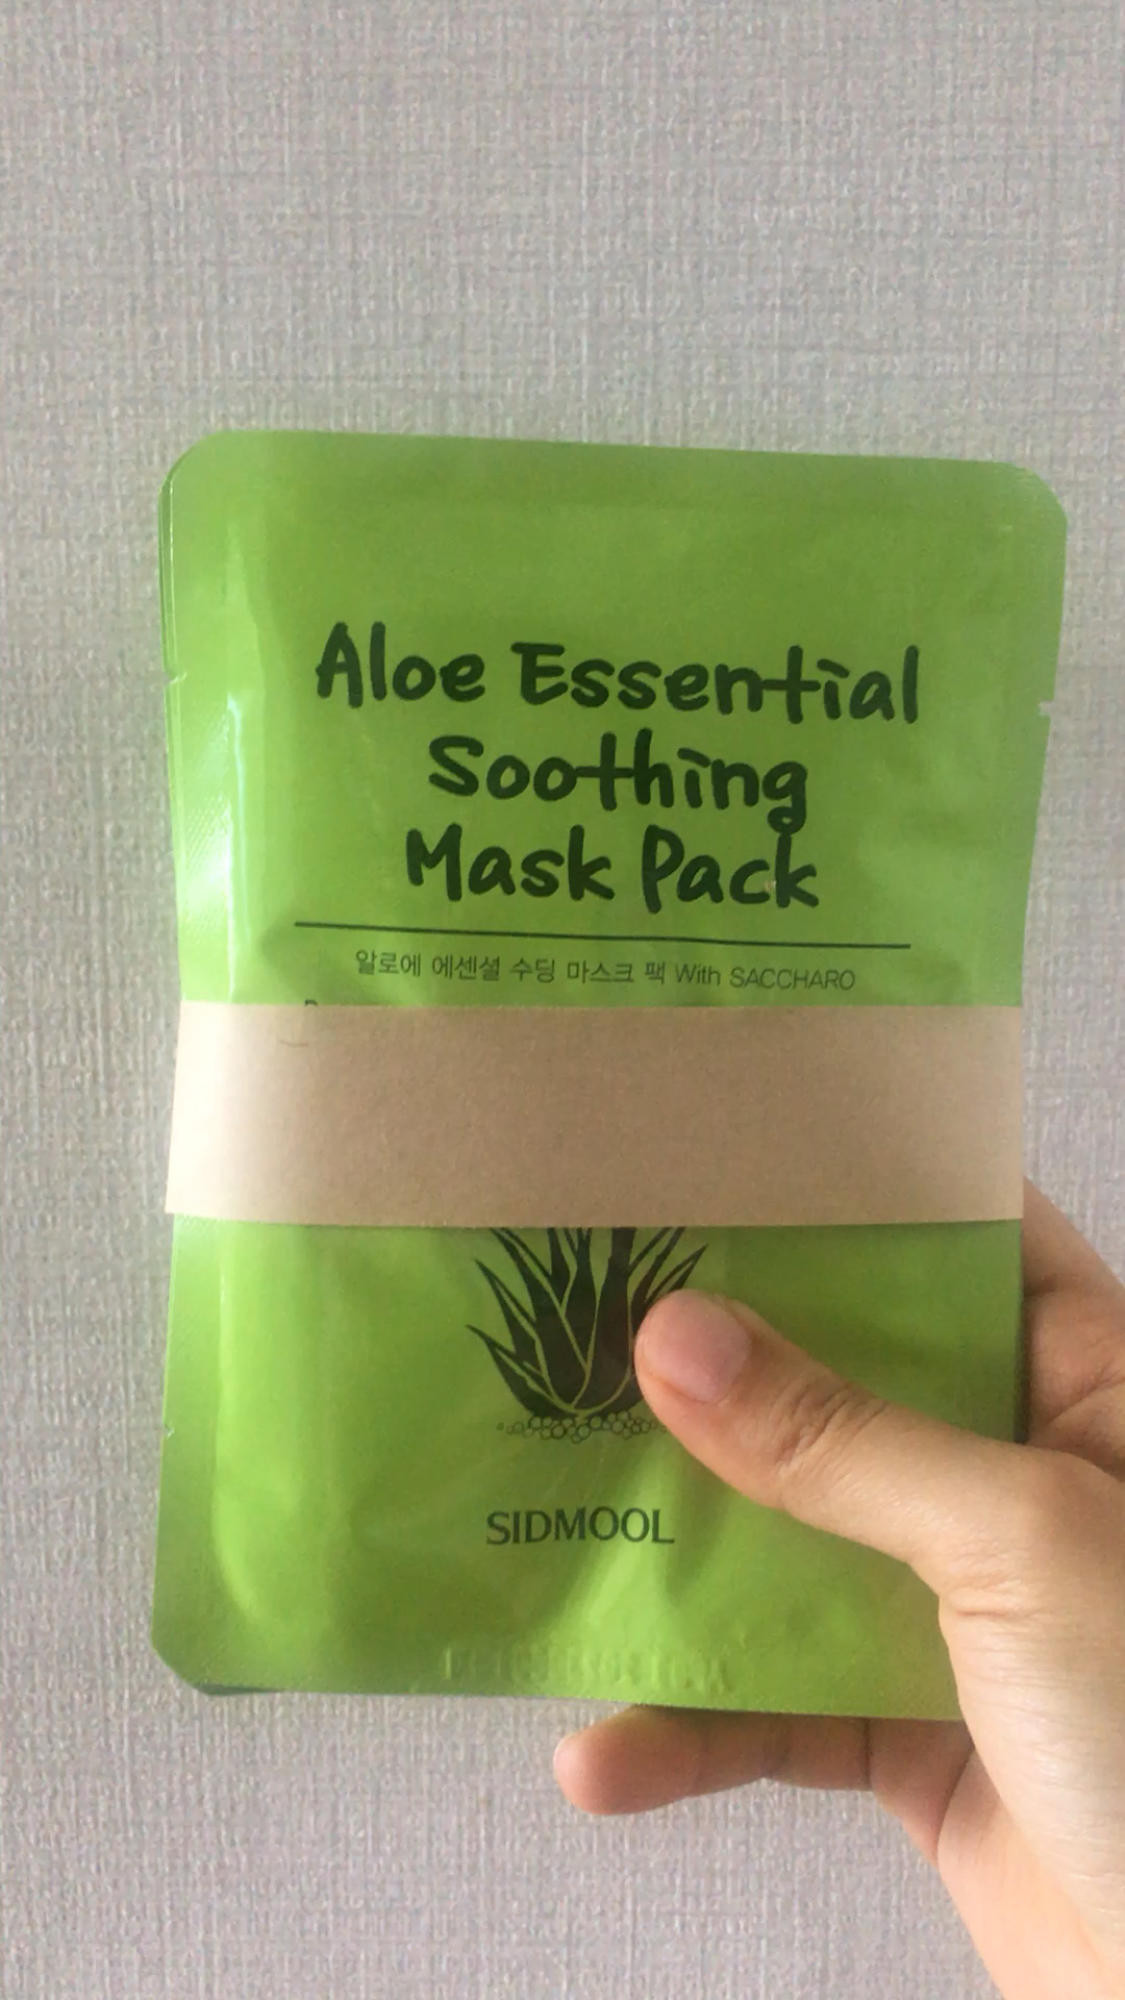 Aloe Essential
Soothing
Mask Pack
알로에 에센셜 수딩 마스크 팩 With SACCHARO
SIDMOOL